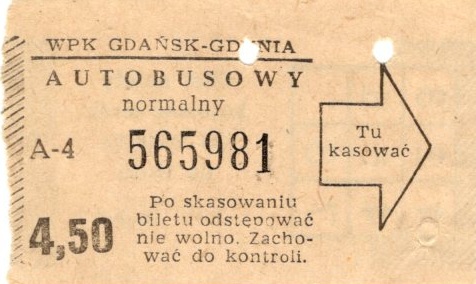 WPK GDAŃSK-GDYNIA
AUTOBUSOWY
normalny
A-4
565981
Tu
kasować
4,50
Po skasowaniu
biletu odstępować
nie wolno. Zacho-
wać do kontroli.